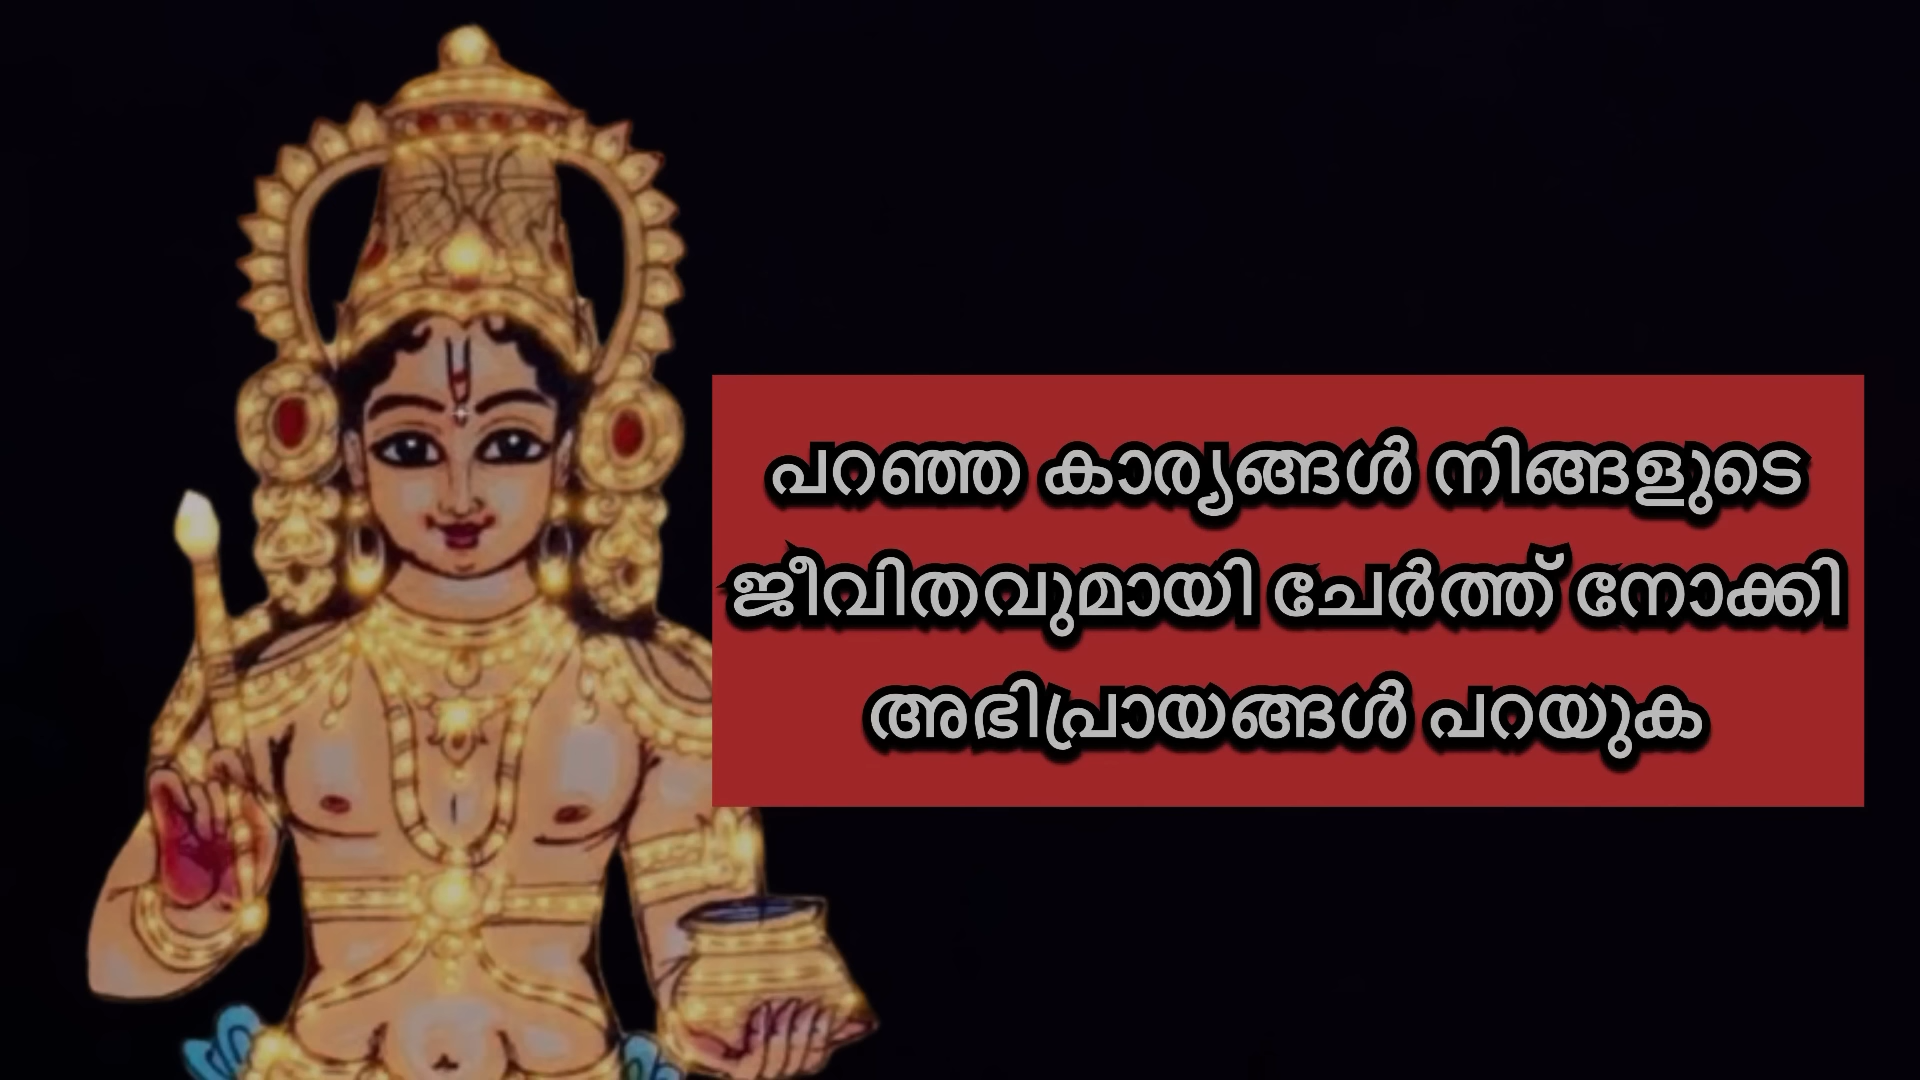 പറഞ്ഞ കാര്യങ്ങൾ നിങ്ങളുടെ
ജീവിതവുമായി ചേർത്ത് നോക്കി
അഭിപ്രായങ്ങൾ പറയുക